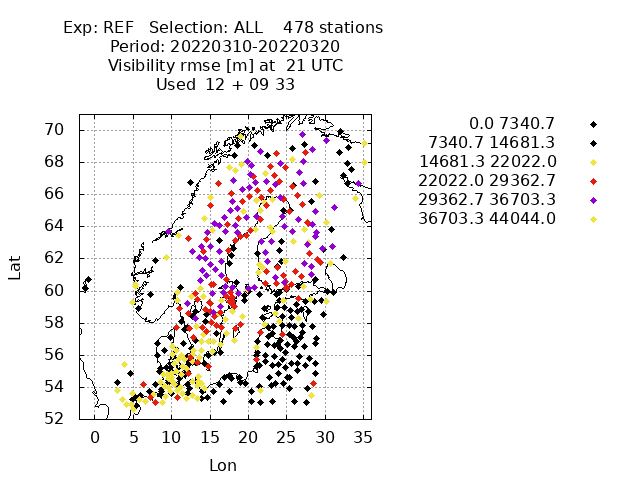 Exp: REF   Selection: ALL    478 stations
Period: 20220310-20220320
Visibility rmse [m] at  21 UTC
Used  12 + 09 33
0.0 7340.7
7340.7 14681.3
14681.3 22022.0
22022.0 29362.7
29362.7 36703.3
36703.3 44044.0
70
68
66
64
62
60
58
56
54
52
Lat
0 5 10 15 20 25 30 35
Lon